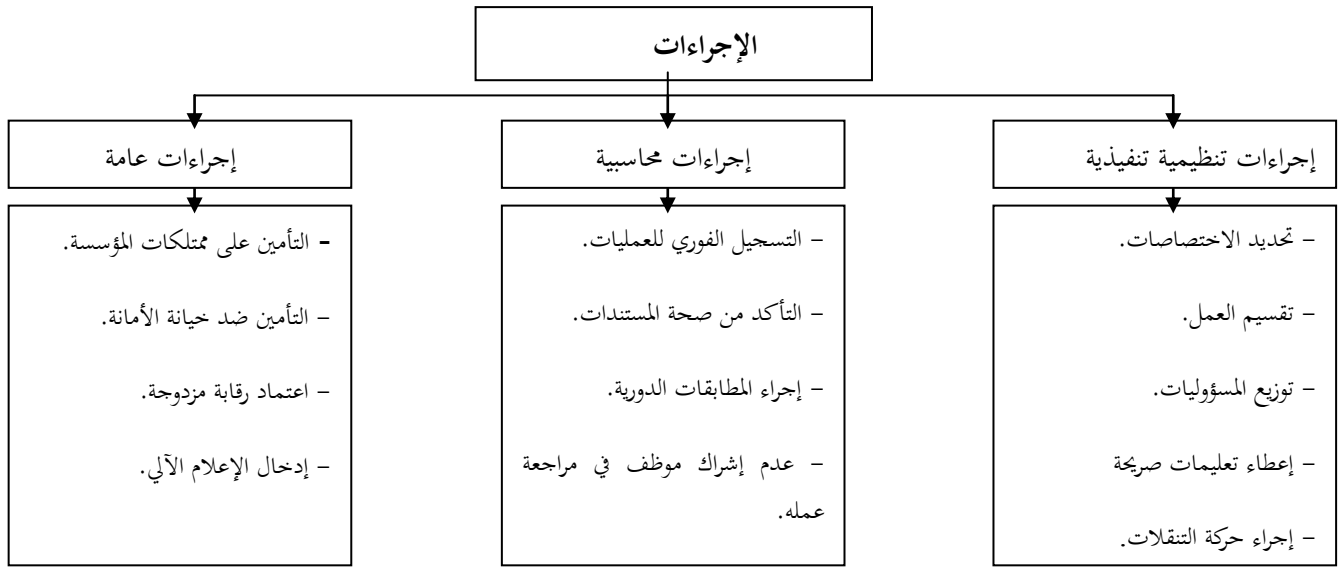 الإجراءات
إجراءات تنظيمية تنفيذية
– تحديد الاختصاصات.
– تقسيم العمل.
– توزيع المسؤوليات.
– إعطاء تعليمات صريحة
– إجراء حركة التنقلات.
إجراءات محاسبية
– التسجيل الفوري للعمليات.
– التأكد من صحة المستندات.
– إجراء المطابقات الدورية.
– عدم إشراك موظف في مراجعة
عمله.
إجراءات عامة
- التأمين على ممتلكات المؤسسة.
– التأمين ضد خيانة الأمانة.
– اعتماد رقابة مزدوجة.
– إدخال الإعلام الآلي.